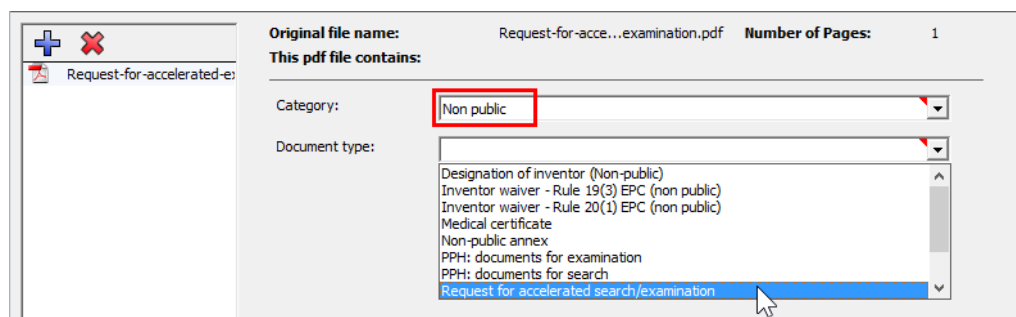 Original file name: Request-for-acce...examination.pdf Number of Pages: 1
This pdf file contains:
Request-for-accelerated-e
Category: Non public
Document type:
Designation of inventor (Non-public)
Inventor waiver - Rule 19(3) EPC (non public)
Inventor waiver - Rule 20(1) EPC (non public)
Medical certificate
Non-public annex
PPH: documents for examination
PPH: documents for search
Request for accelerated search/examination